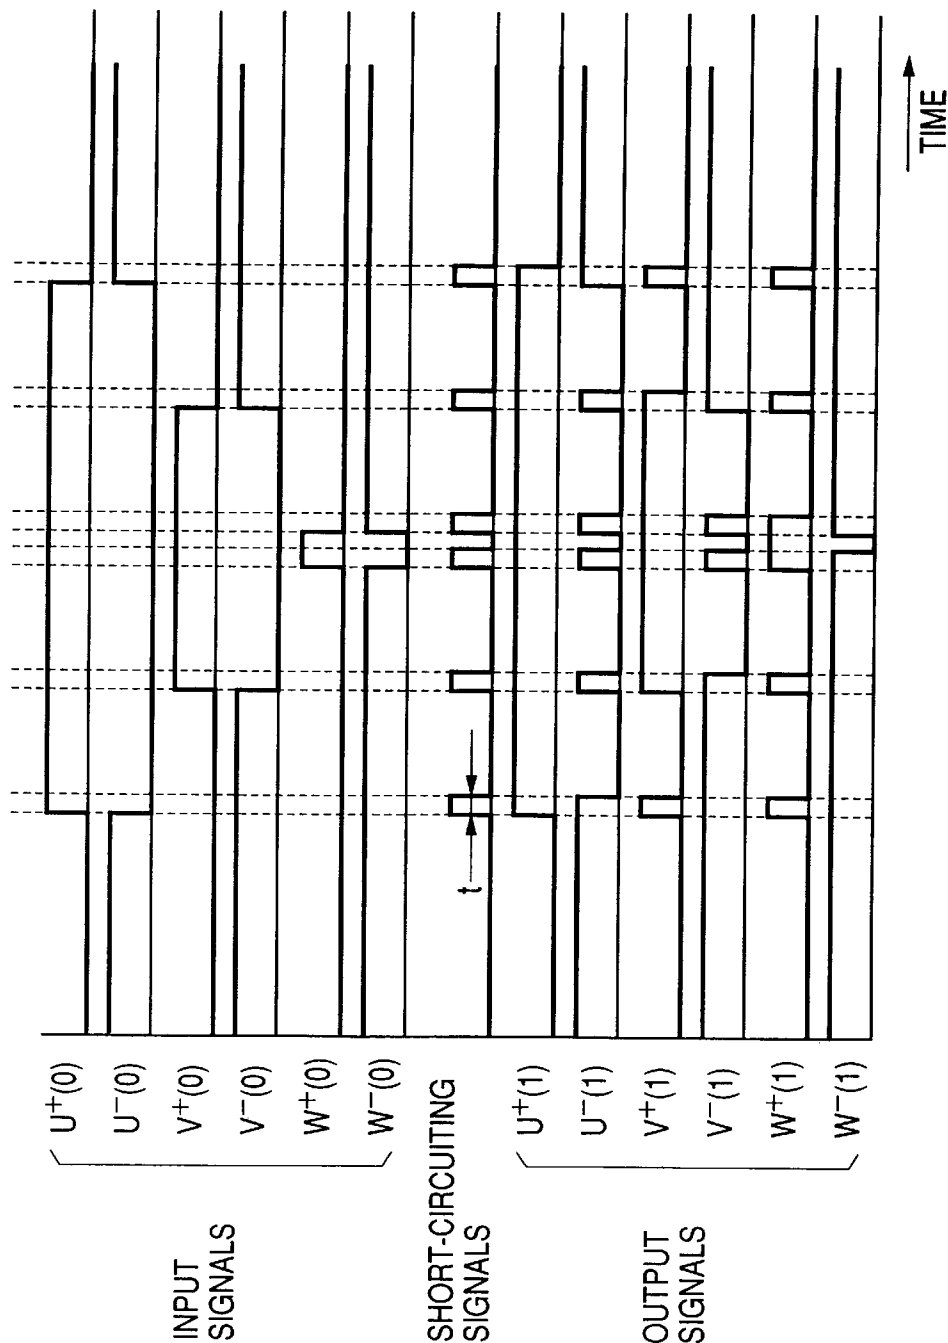 INPUT
SIGNALS
U⁺(0)
U⁻(0)
V⁺(0)
V⁻(0)
W⁺(0)
W⁻(0)
SHORT-CIRCUITING
SIGNALS
t
OUTPUT
SIGNALS
U⁺(1)
U⁻(1)
V⁺(1)
V⁻(1)
W⁺(1)
W⁻(1)
TIME